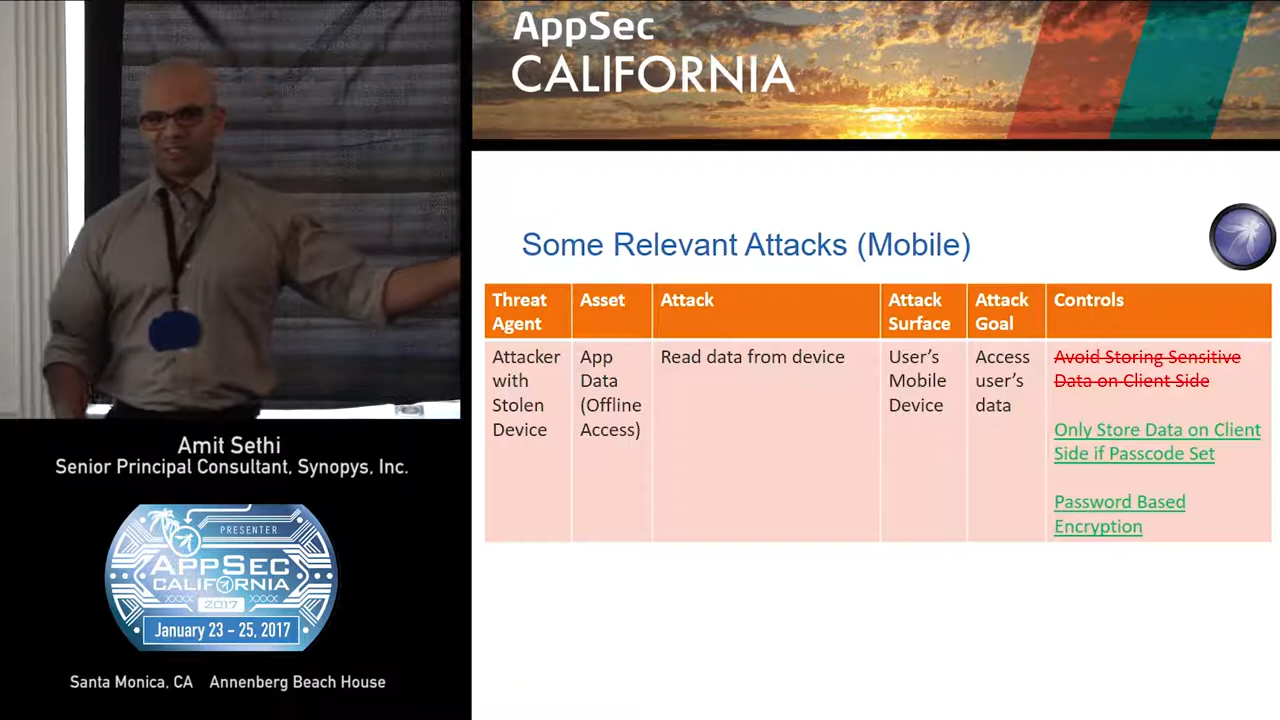 AppSec
CALIFORNIA
Some Relevant Attacks (Mobile)
Threat
Agent
Asset
Attack
Attack
Surface
Attack
Goal
Controls
Attacker
with
Stolen
Device
App
Data
(Offline
Access)
Read data from device
User's
Mobile
Device
Access
user's
data
Avoid Storing Sensitive
Data on Client Side
Only Store Data on Client
Side if Passcode Set
Password Based
Encryption
Amit Sethi
Senior Principal Consultant, Synopys, Inc.
PRESENTER
APPSEC
CALIFORNIA
XXXX 2017 XXXX
January 23 - 25, 2017
Santa Monica, CA Annenberg Beach House